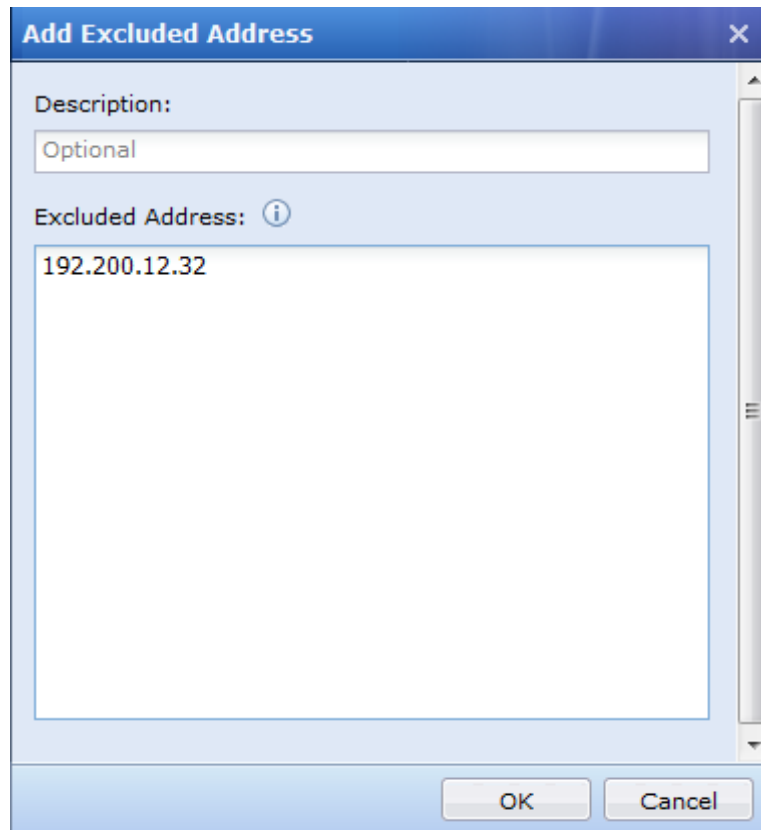 Add Excluded Address
Description:
Optional
Excluded Address:
192.200.12.32
OK Cancel